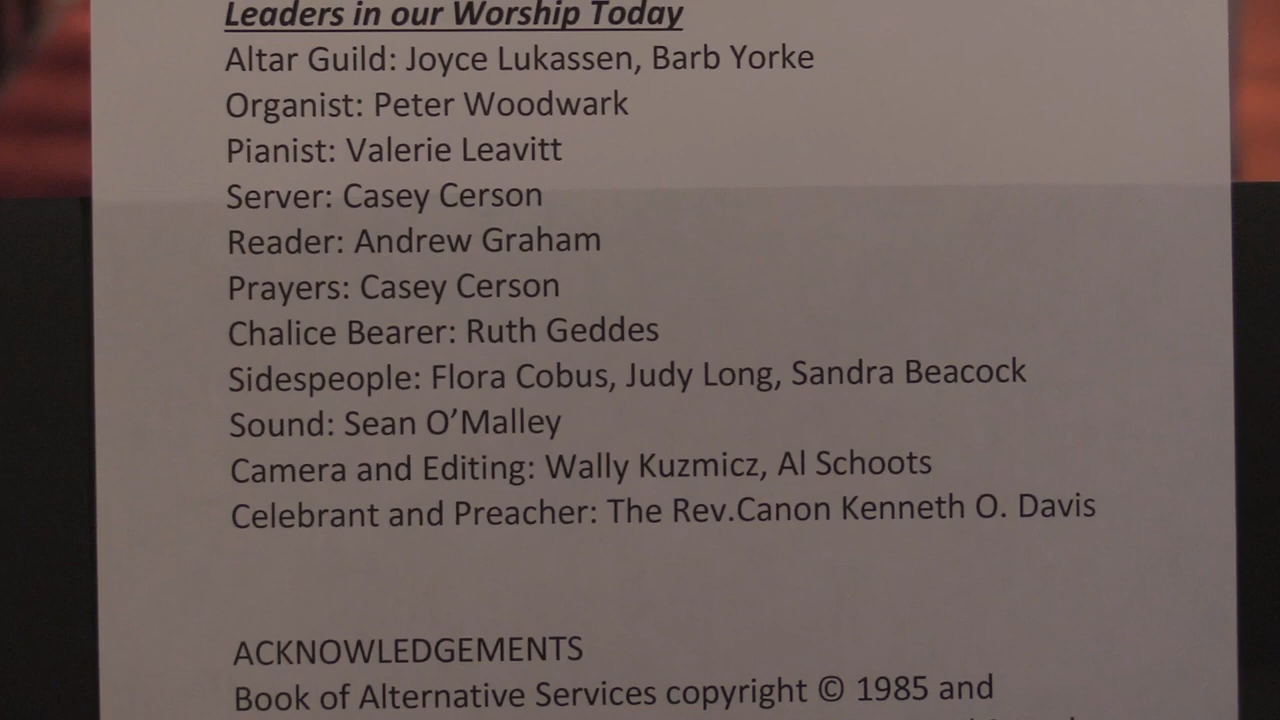 Leaders in our Worship Today
Altar Guild: Joyce Lukassen, Barb Yorke
Organist: Peter Woodwark
Pianist: Valerie Leavitt
Server: Casey Cerson
Reader: Andrew Graham
Prayers: Casey Cerson
Chalice Bearer: Ruth Geddes
Sidespeople: Flora Cobus, Judy Long, Sandra Beacock
Sound: Sean O’Malley
Camera and Editing: Wally Kuzmicz, Al Schoots
Celebrant and Preacher: The Rev.Canon Kenneth O. Davis
ACKNOWLEDGEMENTS
Book of Alternative Services copyright © 1985 and